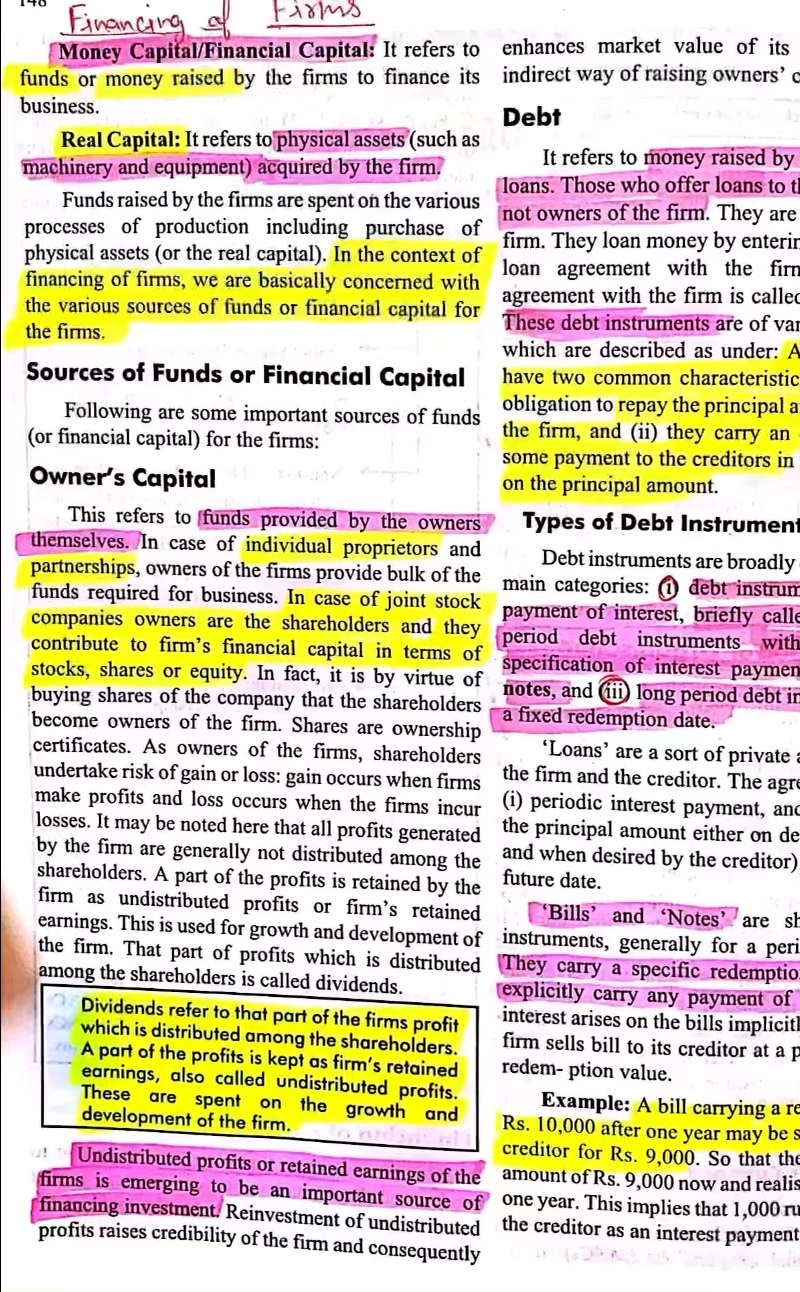 148
Financing of Firms
Money Capital/Financial Capital: It refers to
funds or money raised by the firms to finance its
business.
Real Capital: It refers to physical assets (such as
machinery and equipment) acquired by the firm.
Funds raised by the firms are spent on the various
processes of production including purchase of
physical assets (or the real capital). In the context of
financing of firms, we are basically concerned with
the various sources of funds or financial capital for
the firms.
Sources of Funds or Financial Capital
Following are some important sources of funds
(or financial capital) for the firms:
Owner's Capital
This refers to funds provided by the owners
themselves. In case of individual proprietors and
partnerships, owners of the firms provide bulk of the
funds required for business. In case of joint stock
companies owners are the shareholders and they
contribute to firm's financial capital in terms of
stocks, shares or equity. In fact, it is by virtue of
buying shares of the company that the shareholders
become owners of the firm. Shares are ownership
certificates. As owners of the firms, shareholders
undertake risk of gain or loss: gain occurs when firms
make profits and loss occurs when the firms incur
losses. It may be noted here that all profits generated
by the firm are generally not distributed among the
shareholders. A part of the profits is retained by the
firm as undistributed profits or firm's retained
earnings. This is used for growth and development of
the firm. That part of profits which is distributed
among the shareholders is called dividends.
Dividends refer to that part of the firms profit
which is distributed among the shareholders.
A part of the profits is kept as firm's retained
earnings, also called undistributed profits.
These are spent on the growth and
development of the firm.
Undistributed profits or retained earnings of the
firms is emerging to be an important source of
financing investment. Reinvestment of undistributed
profits raises credibility of the firm and consequently
enhances market value of its
indirect way of raising owners'
Debt
It refers to money raised by
loans. Those who offer loans to
not owners of the firm. They are
firm. They loan money by
loan agreement with the
agreement with the firm is
These debt instruments are of
which are described as under:
have two common
obligation to repay the principal
the firm, and (ii) they carry an
some payment to the creditors in
on the principal amount.
Types of Debt
Debt instruments are broadly
main categories: (i) debt
payment of interest, briefly
period debt instruments
specification of interest
notes, and (iii) long period debt
a fixed redemption date.
'Loans' are a sort of private
the firm and the creditor. The
(i) periodic interest payment,
the principal amount either on
and when desired by the creditor)
future date.
'Bills' and 'Notes' are
instruments, generally for a
They carry a specific
explicitly carry any payment of
interest arises on the bills
firm sells bill to its creditor at a
redem- ption value.
Example: A bill carrying a
Rs. 10,000 after one year may be
creditor for Rs. 9,000. So that the
amount of Rs. 9,000 now and
one year. This implies that 1,000
the creditor as an interest payment